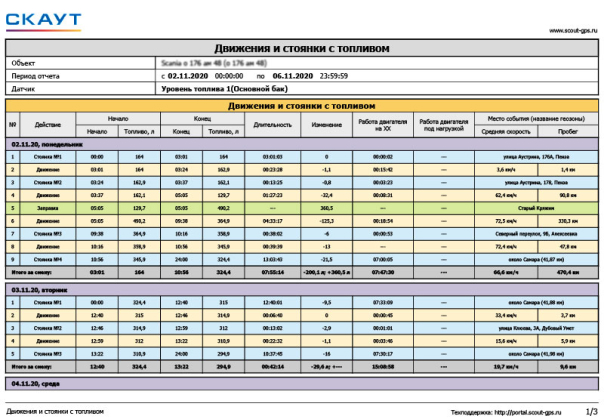 СКАУТ
www.scout-gps.ru
Движения и стоянки с топливом
Объект Scania о 176 ам 48 (о 176 ам 48)
Период отчета с 02.11.2020 00:00:00 по 06.11.2020 23:59:59
Датчик Уровень топлива 1(Основной бак)
Движения и стоянки с топливом
№ Действие Начало Конец Длительность Изменение Работа двигателя на ХХ Работа двигателя под нагрузкой Место события (название геозоны)
Начало Топливо, л Конец Топливо, л Средняя скорость Пробег
02.11.20, понедельник
1 Стоянка №1 00:00 164 03:01 164 03:01:03 0 00:00:02 --- улица Аустрина, 176А, Пенза
2 Движение 03:01 164 03:24 162,9 00:23:28 -1,1 00:15:42 --- 3,6 км/ч 1,4 км
3 Стоянка №2 03:24 162,9 03:37 162,1 00:13:25 -0,8 00:03:23 --- улица Аустрина, 178, Пенза
4 Движение 03:37 162,1 05:05 129,7 01:27:23 -32,4 00:08:31 --- 62,4 км/ч 90,8 км
5 Заправка 05:05 129,7 05:05 490,2 --- 360,5 --- --- Старый Кряжим
6 Движение 05:05 490,2 09:38 364,9 04:33:17 -125,3 00:18:54 --- 72,5 км/ч 330,3 км
7 Стоянка №3 09:38 364,9 10:16 358,9 00:38:02 -6 00:00:53 --- Северный переулок, 9В, Алексеевка
8 Движение 10:16 358,9 10:56 345,9 00:39:39 -13 --- --- 72,4 км/ч 47,8 км
9 Стоянка №4 10:56 345,9 24:00 324,4 13:03:43 -21,5 07:00:05 --- около Самара (41,87 км)
Итого за смену: 03:01 164 10:56 324,4 07:55:14 -200,1 л; +360,5 л 07:47:30 --- 66,6 км/ч 470,4 км
03.11.20, вторник
1 Стоянка №1 00:00 324,4 12:40 315 12:40:01 -9,5 07:33:09 --- около Самара (41,88 км)
2 Движение 12:40 315 12:46 314,9 00:06:40 0 00:00:45 --- 33,4 км/ч 3,7 км
3 Стоянка №2 12:46 314,9 12:59 312 00:13:02 -2,9 00:01:01 --- улица Князева, 3А, Дубовый Умет
4 Движение 12:59 312 13:22 310,9 00:22:32 -1,1 00:03:46 --- 15,6 км/ч 5,9 км
5 Стоянка №3 13:22 310,9 24:00 294,9 10:37:45 -16 07:30:17 --- около Самара (41,90 км)
Итого за смену: 12:40 324,4 13:22 294,9 00:42:14 -29,6 л; +--- 15:08:58 --- 19,7 км/ч 9,6 км
04.11.20, среда
Движения и стоянки с топливом Техподдержка: http://portal.scout-gps.ru 1/3